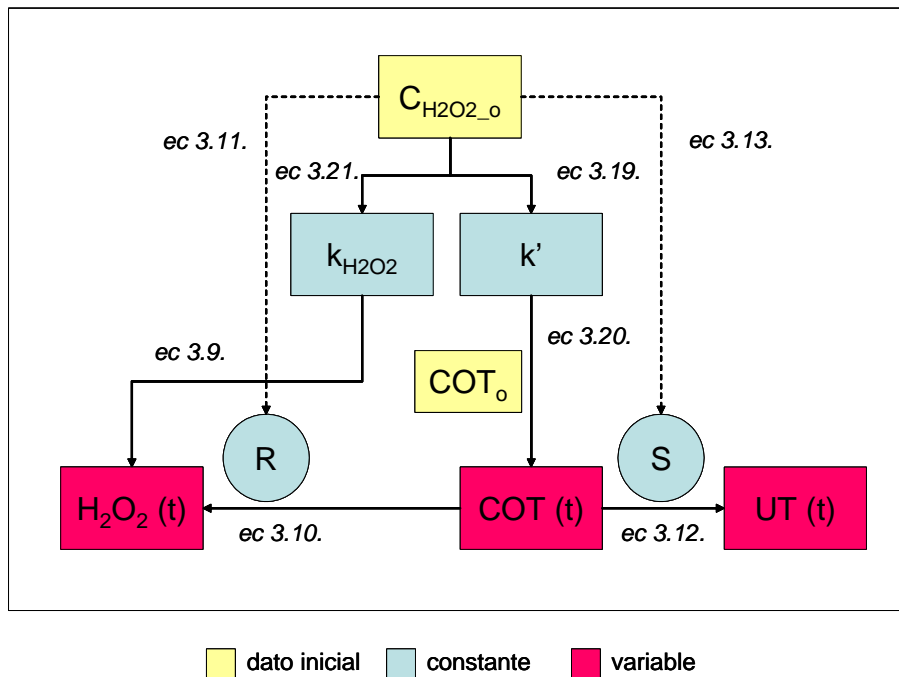 C_H2O2_o
ec 3.11.
ec 3.13.
ec 3.21.
ec 3.19.
k_H2O2
k’
ec 3.9.
ec 3.20.
COT_o
R
S
H₂O₂ (t)
COT (t)
UT (t)
ec 3.10.
ec 3.12.
dato inicial
constante
variable